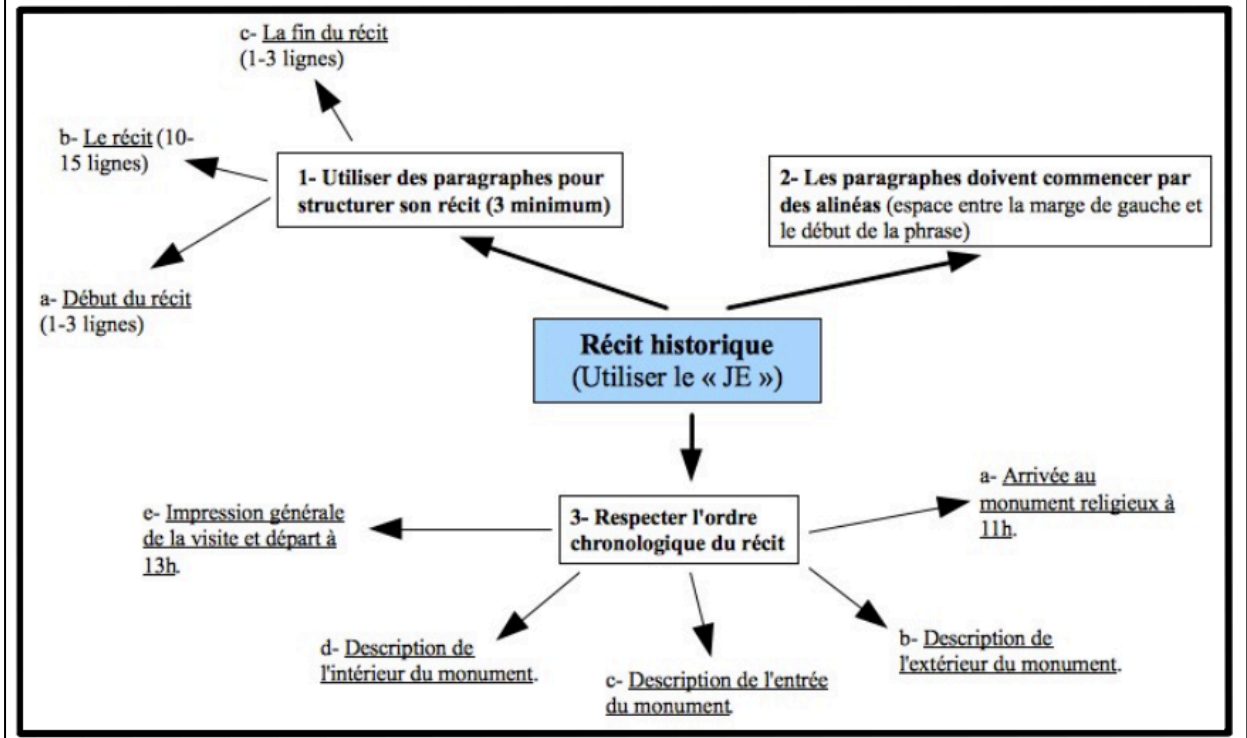 c- La fin du récit
(1-3 lignes)
b- Le récit (10-
15 lignes)
1- Utiliser des paragraphes pour
structurer son récit (3 minimum)
2- Les paragraphes doivent commencer par
des alinéas (espace entre la marge de gauche et
le début de la phrase)
a- Début du récit
(1-3 lignes)
Récit historique
(Utiliser le « JE »)
a- Arrivée au
monument religieux à
11h.
3- Respecter l'ordre
chronologique du récit
e- Impression générale
de la visite et départ à
13h.
d- Description de
l'intérieur du monument.
c- Description de l'entrée
du monument
b- Description de
l'extérieur du monument.